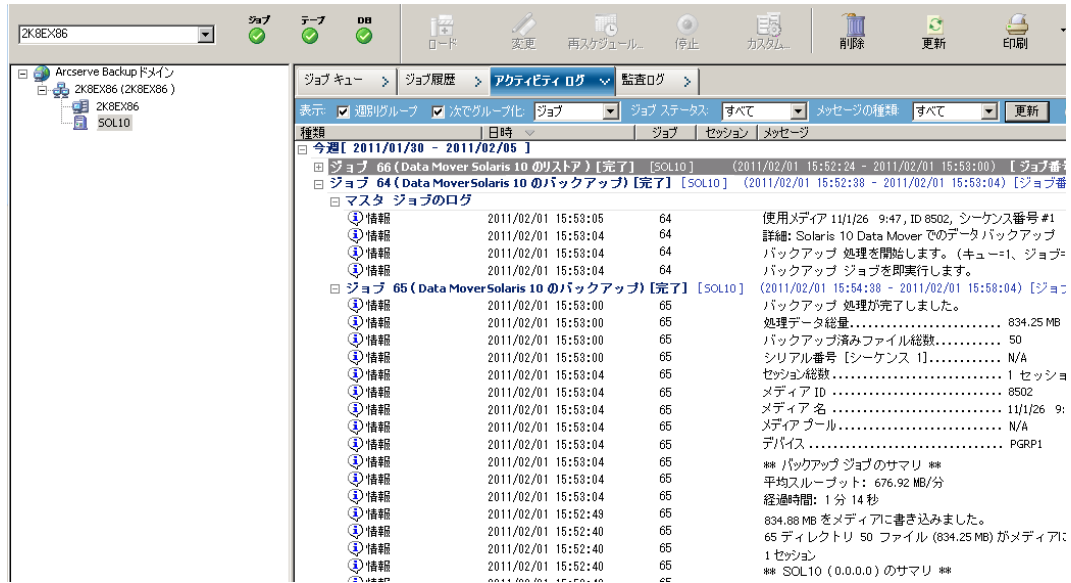 2K8EX86
ジョブ テープ DB
ロード 変更 再スケジュール... 停止 カスタム... 削除 更新 印刷
Arcserve Backup ドメイン
2K8EX86 (2K8EX86 )
2K8EX86
SOL10
ジョブ キュー > ジョブ履歴 > アクティビティ ログ 監査ログ >
表示: 週別グループ 次でグループ化: ジョブ ジョブ ステータス: すべて メッセージの種類: すべて 更新
種類 日時 ジョブ セッション メッセージ
今週[ 2011/01/30 - 2011/02/05 ]
ジョブ 66 ( Data Mover Solaris 10 のリストア ) [完了] [SOL10] (2011/02/01 15:52:24 - 2011/02/01 15:53:00) [ ジョブ番
ジョブ 64 ( Data MoverSolaris 10 のバックアップ) [完了] [SOL10] (2011/02/01 15:52:38 - 2011/02/01 15:53:04) [ジョブ番
マスタ ジョブのログ
情報 2011/02/01 15:53:05 64 使用メディア 11/1/26 9:47 , ID 8502, シーケンス番号 #1
情報 2011/02/01 15:53:04 64 詳細: Solaris 10 Data Mover でのデータ バックアップ
情報 2011/02/01 15:53:04 64 バックアップ 処理を開始します。 (キュー=1、ジョブ=
情報 2011/02/01 15:53:04 64 バックアップ ジョブを即実行します。
ジョブ 65 ( Data MoverSolaris 10 のバックアップ) [完了] [SOL10] (2011/02/01 15:54:38 - 2011/02/01 15:58:04) [ジョブ
情報 2011/02/01 15:53:00 65 バックアップ 処理が完了しました。
情報 2011/02/01 15:53:00 65 処理データ総量.......................... 834.25 MB
情報 2011/02/01 15:53:00 65 バックアップ済みファイル総数........... 50
情報 2011/02/01 15:53:00 65 シリアル番号 [シーケンス 1]............ N/A
情報 2011/02/01 15:53:04 65 セッション総数............................. 1 セッショ
情報 2011/02/01 15:53:04 65 メディア ID ............................. 8502
情報 2011/02/01 15:53:04 65 メディア 名 ............................. 11/1/26 9:
情報 2011/02/01 15:53:04 65 メディア プール............................ N/A
情報 2011/02/01 15:53:04 65 デバイス ................................ PGRP1
情報 2011/02/01 15:53:04 65 ** バックアップ ジョブのサマリ **
情報 2011/02/01 15:53:04 65 平均スループット: 676.92 MB/分
情報 2011/02/01 15:53:04 65 経過時間: 1 分 14 秒
情報 2011/02/01 15:52:49 65 834.88 MB をメディアに書き込みました。
情報 2011/02/01 15:52:40 65 65 ディレクトリ 50 ファイル (834.25 MB) がメディアに
情報 2011/02/01 15:52:40 65 1 セッション
情報 2011/02/01 15:52:40 65 ** SOL10 ( 0.0.0.0 ) のサマリ **